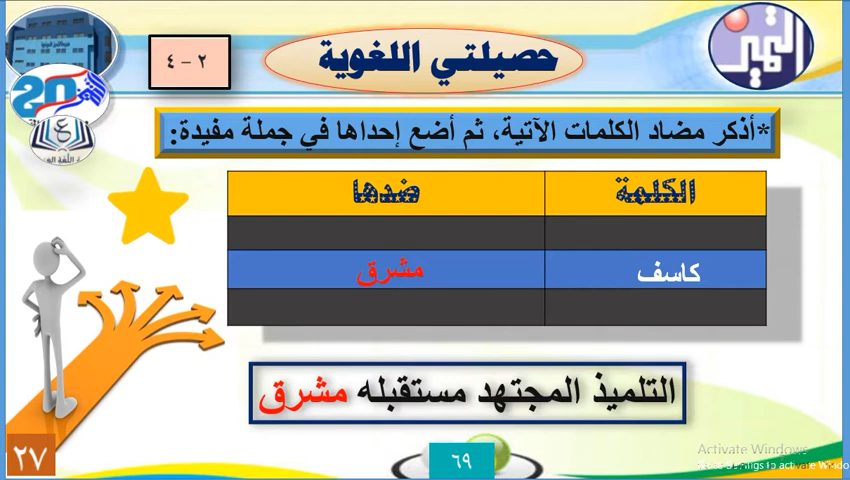 حصيلتي اللغوية
٢ - ٤
التميز
*أذكر مضاد الكلمات الآتية، ثم أضع إحداها في جملة مفيدة:
الكلمة ضدها
كاسف مشرق
التلميذ المجتهد مستقبله مشرق
٢٧
٦٩
Activate Windows